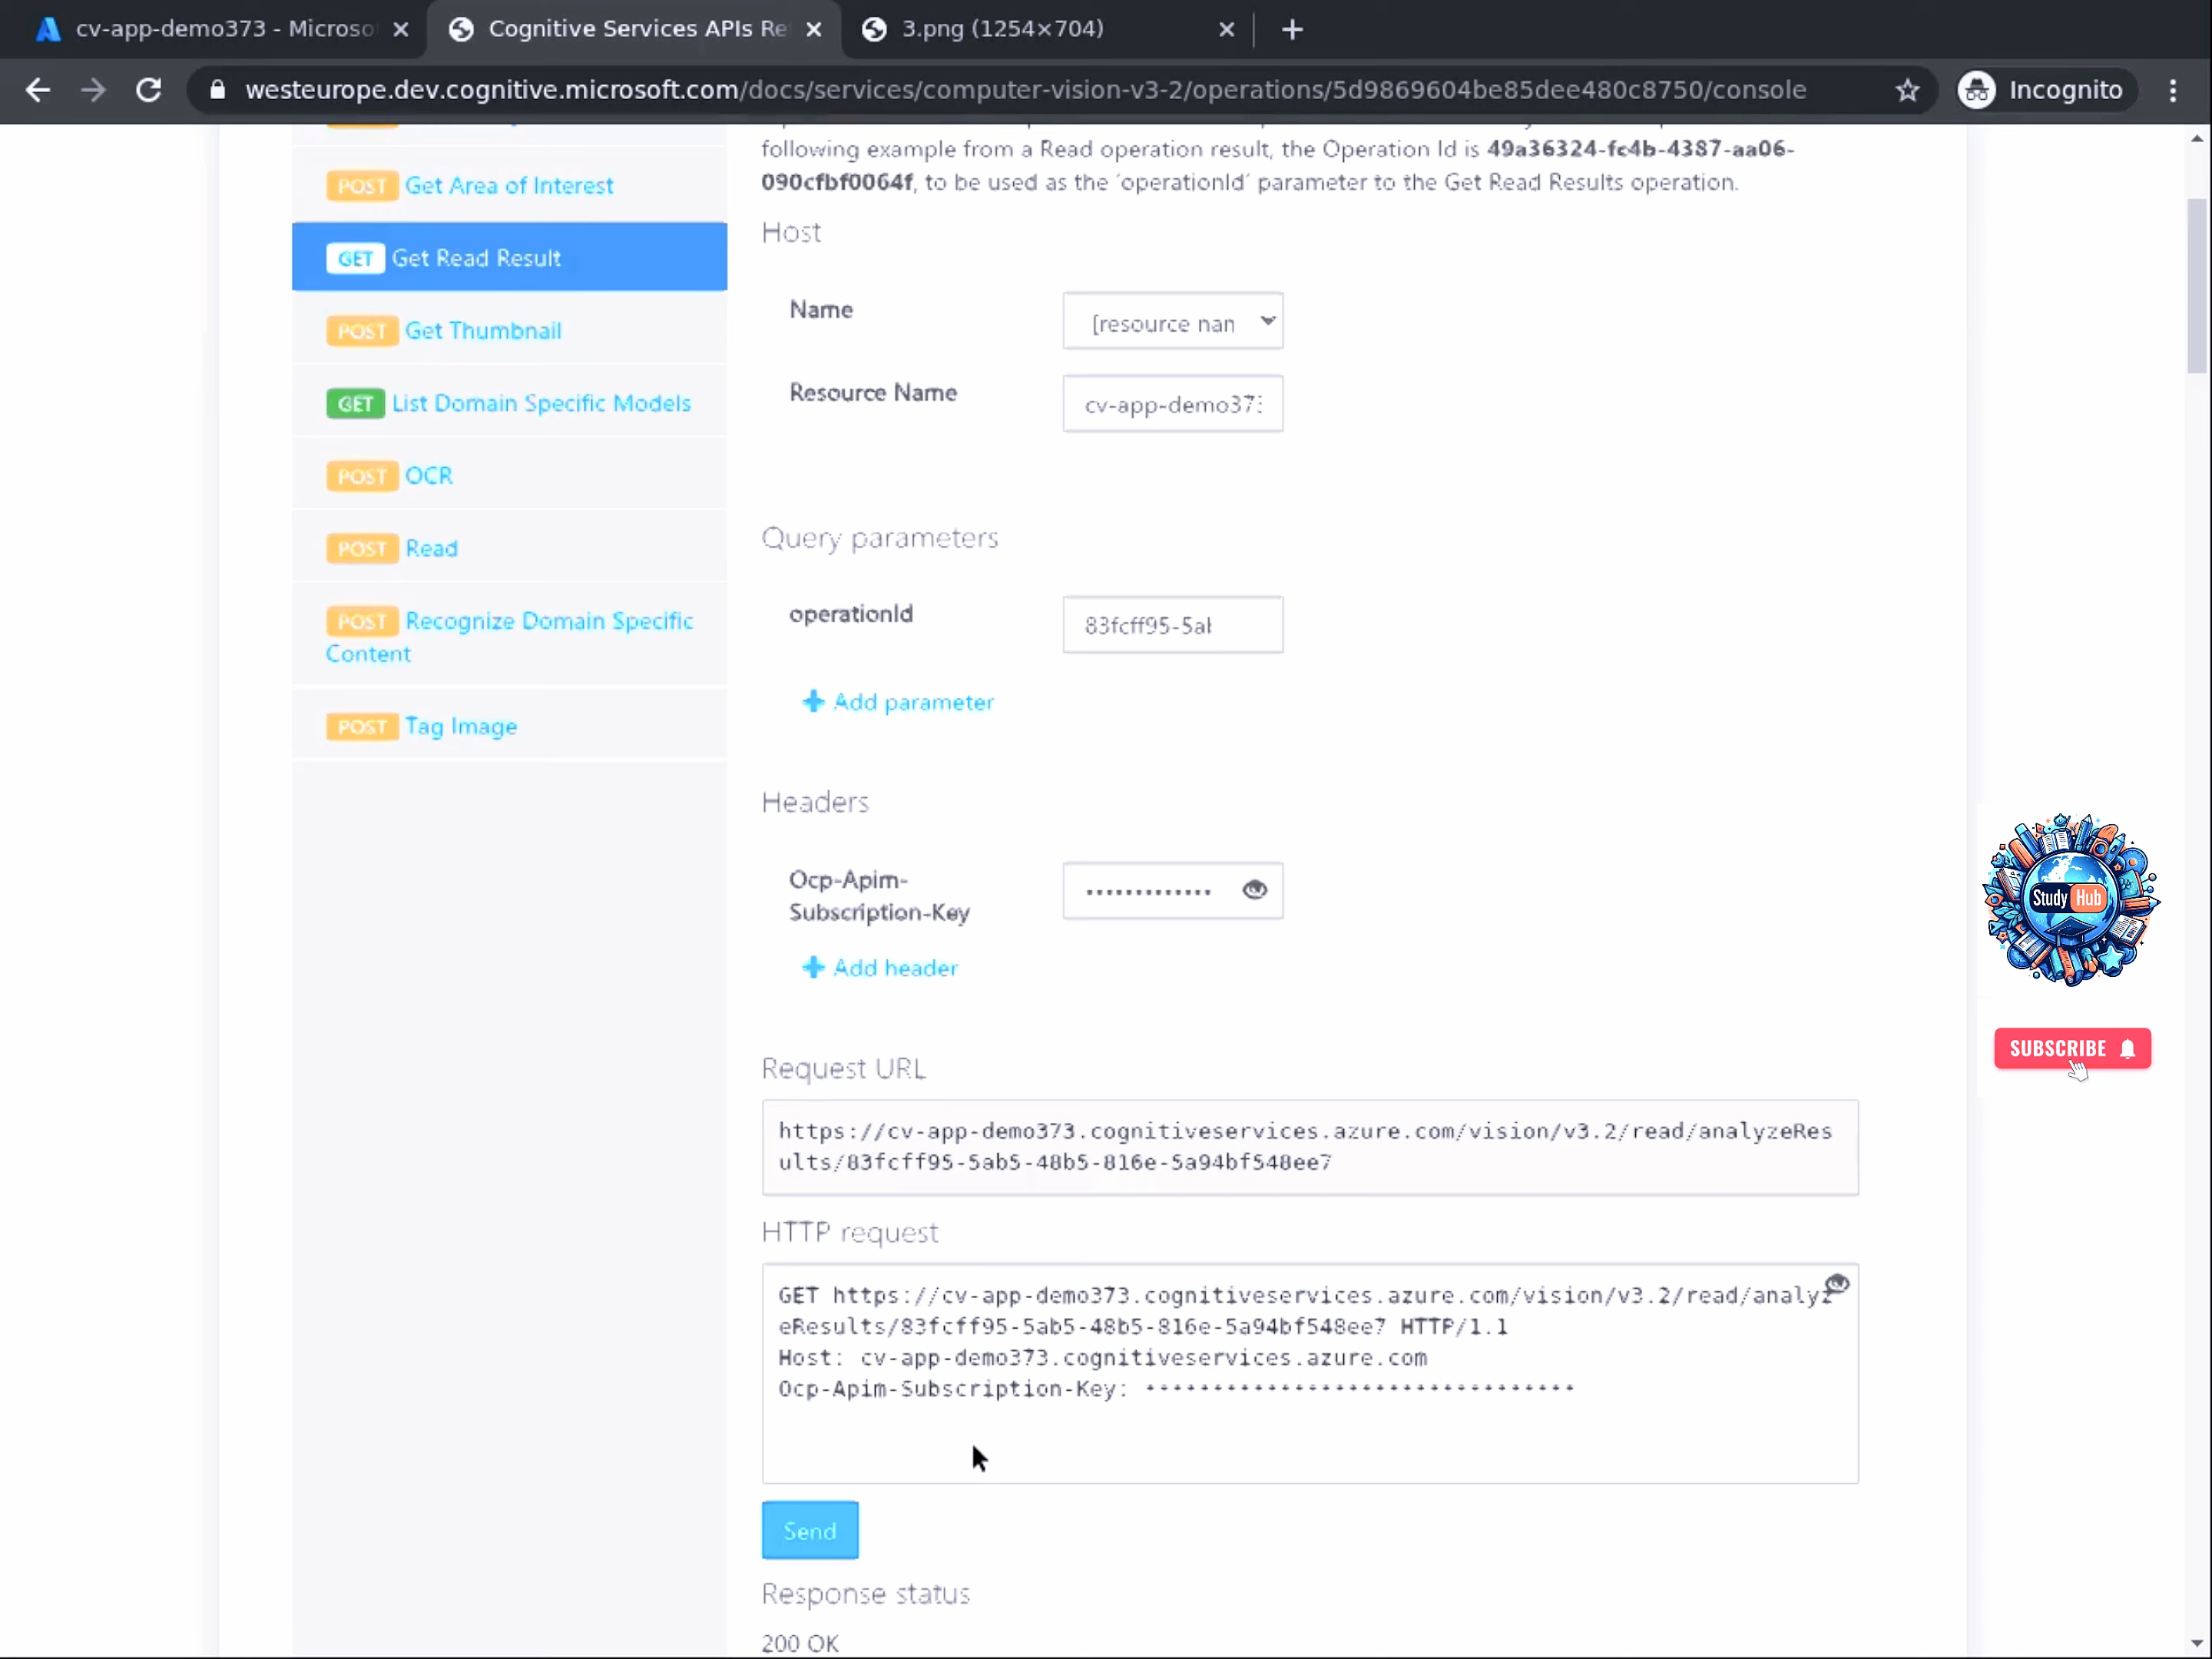 cv-app-demo373 - Microso
Cognitive Services APIs Re
3.png (1254×704)
westeurope.dev.cognitive.microsoft.com/docs/services/computer-vision-v3-2/operations/5d9869604be85dee480c8750/console
Incognito
following example from a Read operation result, the Operation Id is 49a36324-fc4b-4387-aa06-
090cfbf0064f, to be used as the 'operationId' parameter to the Get Read Results operation.
POST Get Area of Interest
GET Get Read Result
POST Get Thumbnail
GET List Domain Specific Models
POST OCR
POST Read
POST Recognize Domain Specific
Content
POST Tag Image
Host
Name
[resource nan
Resource Name
cv-app-demo373
Query parameters
operationId
83fcff95-5ab
Add parameter
Headers
Ocp-Apim-
Subscription-Key
•••••••••••••
Add header
Request URL
https://cv-app-demo373.cognitiveservices.azure.com/vision/v3.2/read/analyzeRes
ults/83fcff95-5ab5-48b5-816e-5a94bf548ee7
HTTP request
GET https://cv-app-demo373.cognitiveservices.azure.com/vision/v3.2/read/analyz
eResults/83fcff95-5ab5-48b5-816e-5a94bf548ee7 HTTP/1.1
Host: cv-app-demo373.cognitiveservices.azure.com
Ocp-Apim-Subscription-Key: ••••••••••••••••••••••••••••••••
Send
Response status
200 OK
Study Hub
SUBSCRIBE